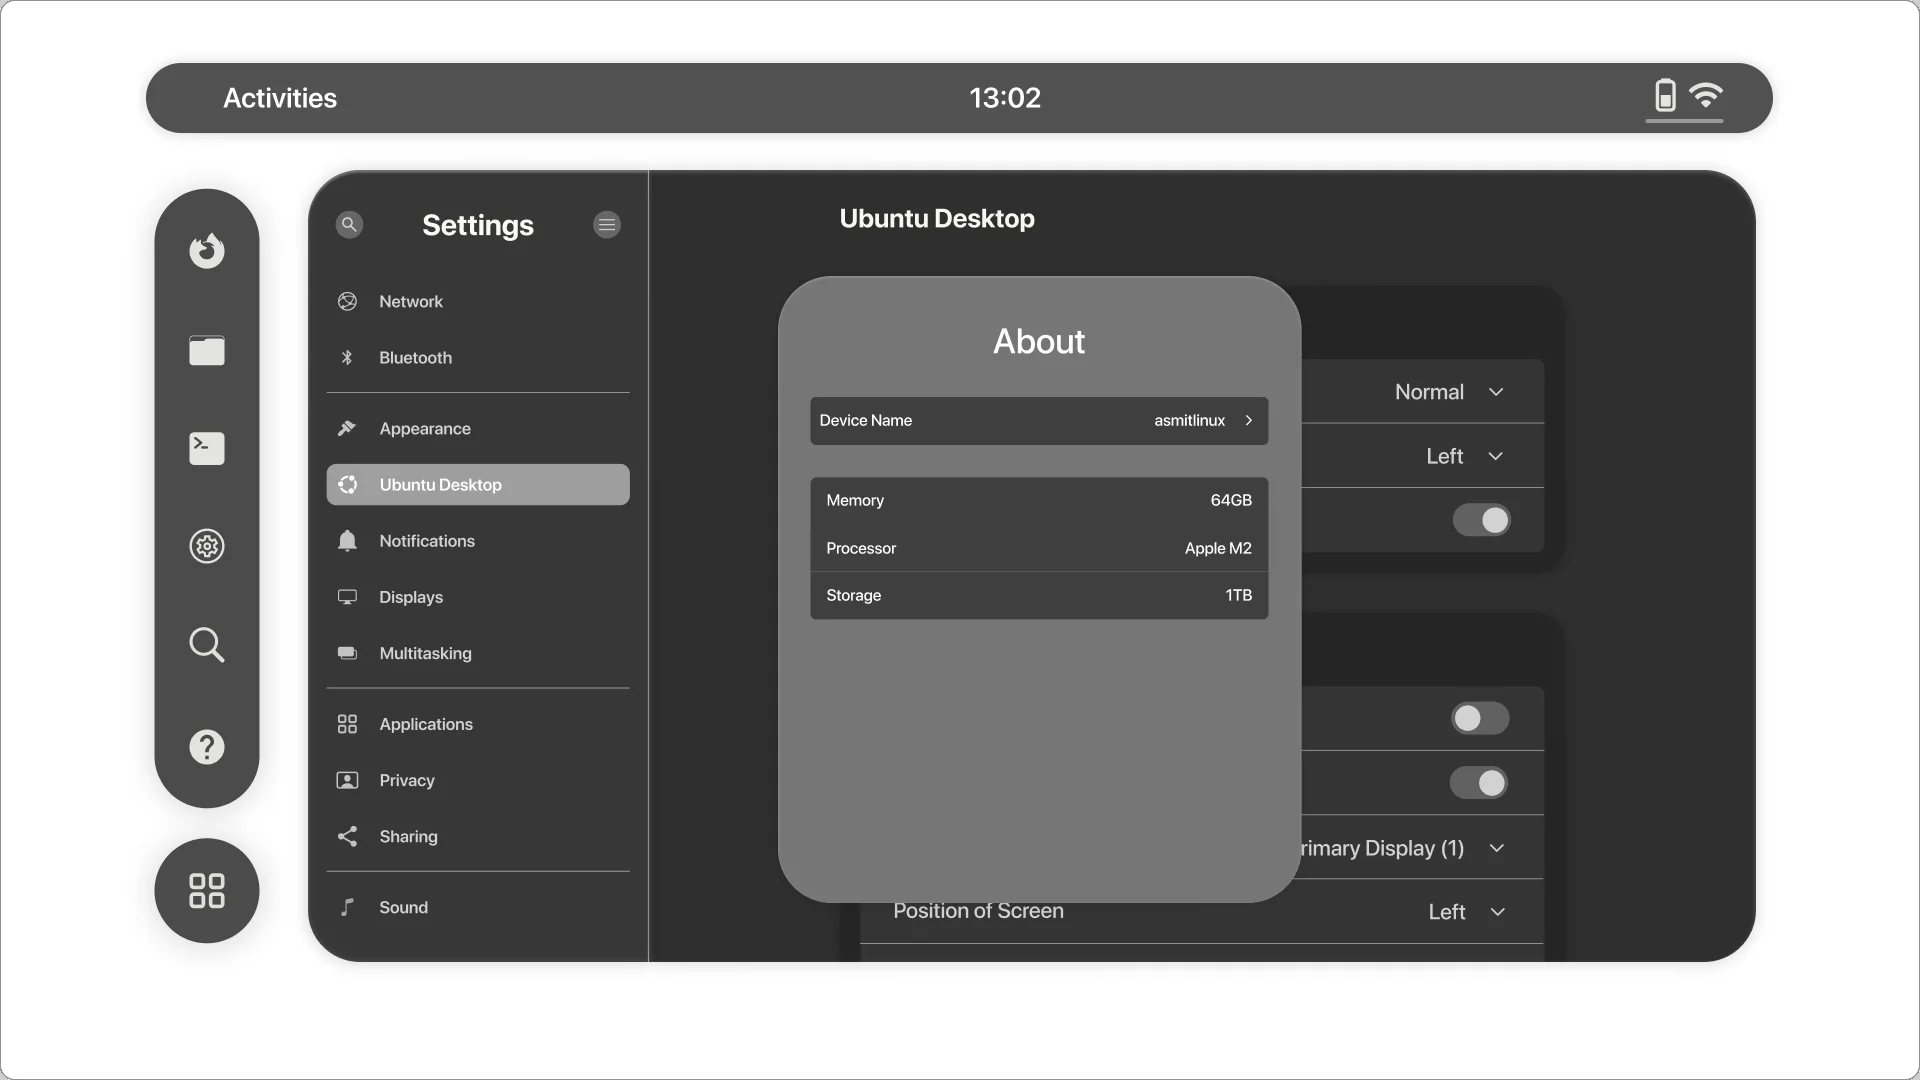 Activities
13:02
Settings
Network
Bluetooth
Appearance
Ubuntu Desktop
Notifications
Displays
Multitasking
Applications
Privacy
Sharing
Sound
Ubuntu Desktop
About
Device Name asmitlinux
Memory 64GB
Processor Apple M2
Storage 1TB
Normal
Left
rimary Display (1)
Position of Screen Left